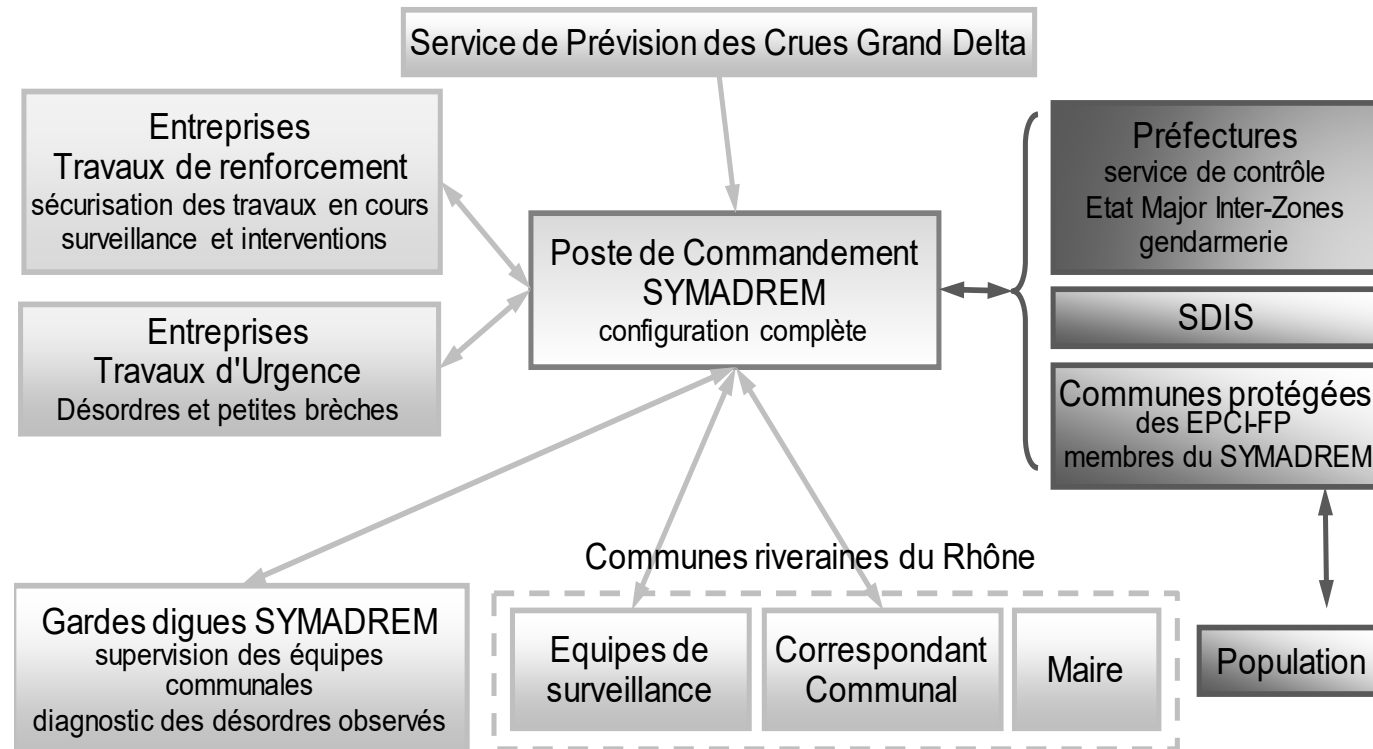 Service de Prévision des Crues Grand Delta
Entreprises
Travaux de renforcement
sécurisation des travaux en cours
surveillance et interventions
Entreprises
Travaux d'Urgence
Désordres et petites brèches
Poste de Commandement
SYMADREM
configuration complète
Préfectures
service de contrôle
Etat Major Inter-Zones
gendarmerie
SDIS
Communes protégées
des EPCI-FP
membres du SYMADREM
Population
Gardes digues SYMADREM
supervision des équipes
communales
diagnostic des désordres observés
Communes riveraines du Rhône
Equipes de
surveillance
Correspondant
Communal
Maire